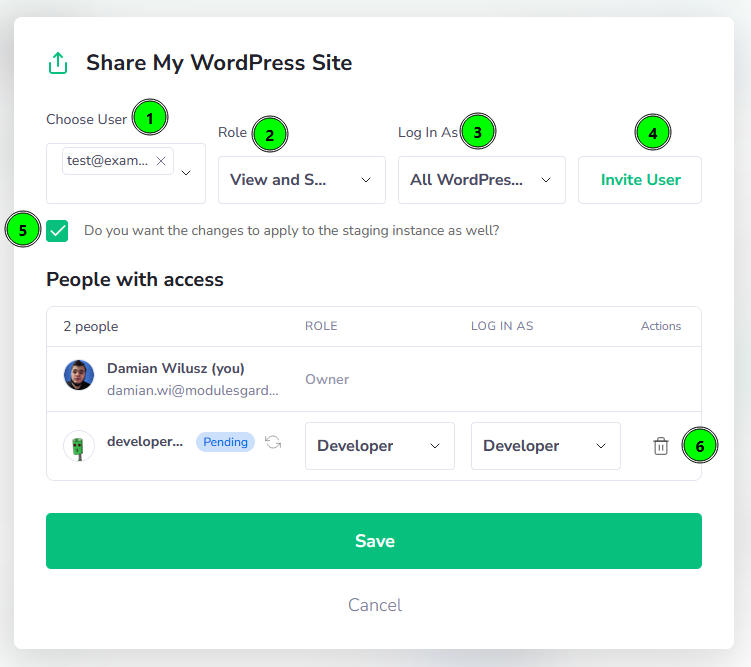 Share My WordPress Site
Choose User 1
Role 2
Log In As 3
4
test@exam...
View and S...
All WordPres...
Invite User
5 Do you want the changes to apply to the staging instance as well?
People with access
2 people ROLE LOG IN AS Actions
Damian Wilusz (you)
damian.wi@modulesgard...
Owner
developer... Pending Developer Developer 6
Save
Cancel